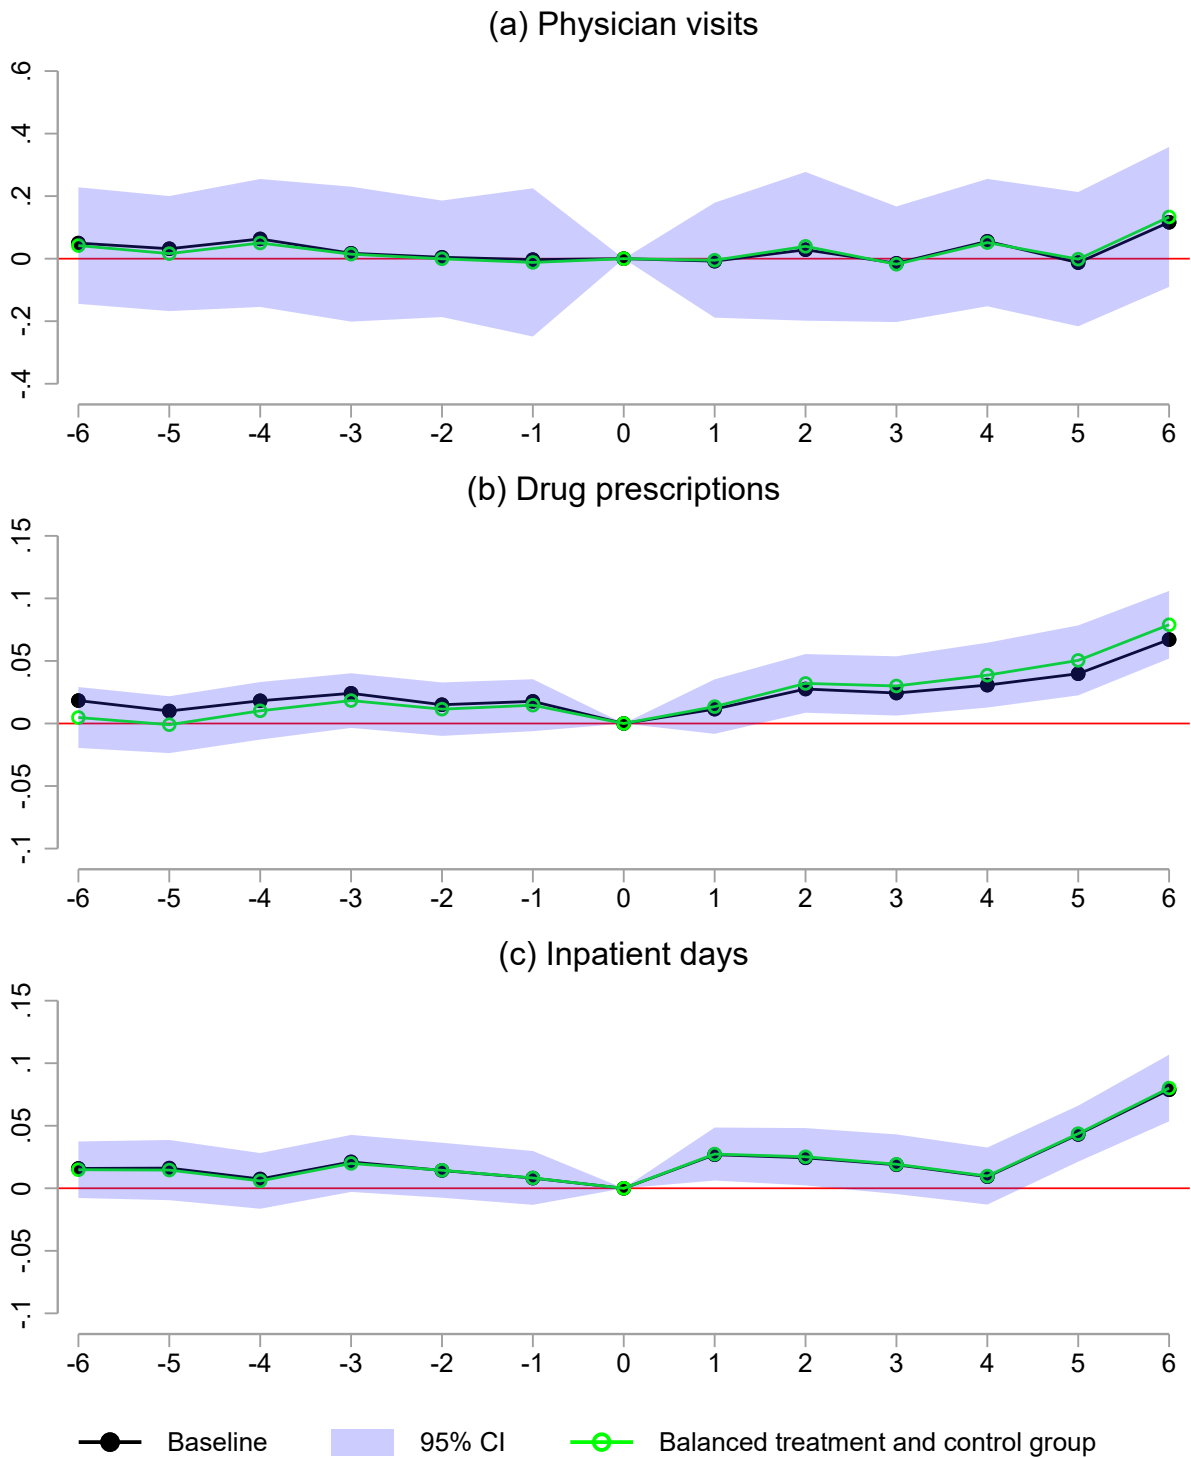 (a) Physician visits
.6
.4
.2
0
-.2
-.4
-6 -5 -4 -3 -2 -1 0 1 2 3 4 5 6
(b) Drug prescriptions
.15
.1
.05
0
-.05
-.1
-6 -5 -4 -3 -2 -1 0 1 2 3 4 5 6
(c) Inpatient days
.15
.1
.05
0
-.05
-.1
-6 -5 -4 -3 -2 -1 0 1 2 3 4 5 6
Baseline 95% CI Balanced treatment and control group